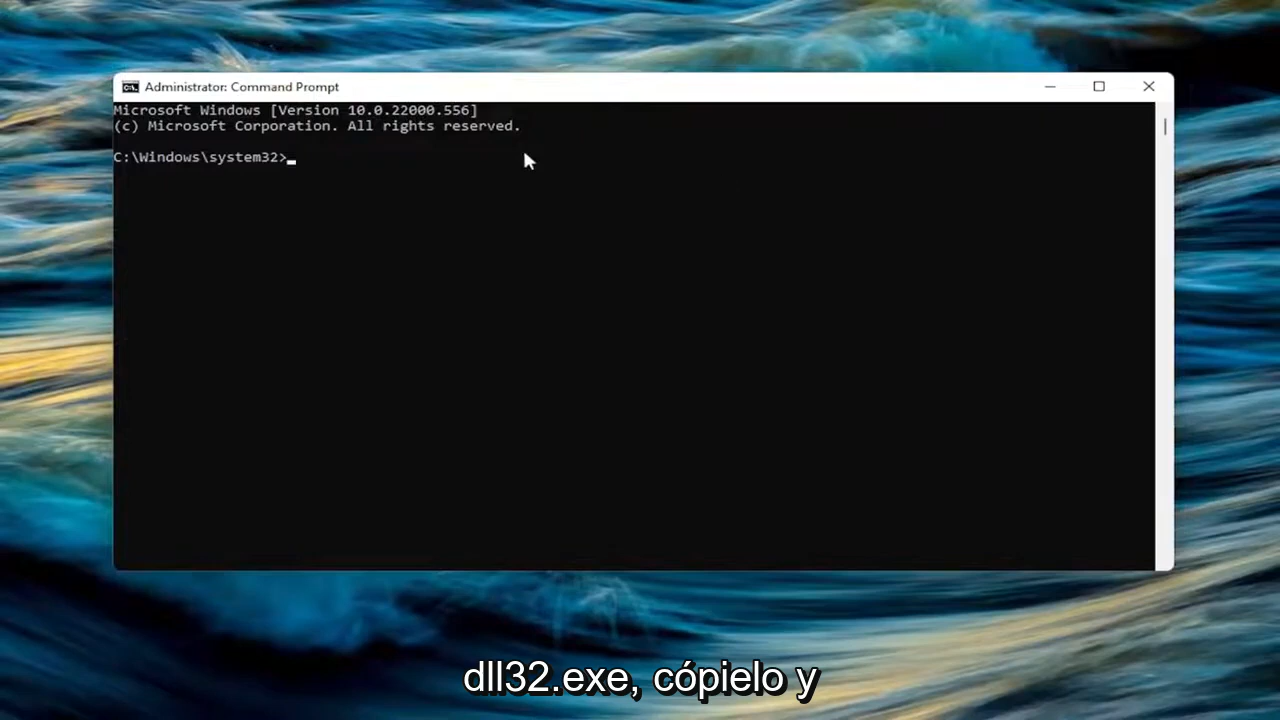 Administrator: Command Prompt
Microsoft Windows [Version 10.0.22000.556]
(c) Microsoft Corporation. All rights reserved.
C:\Windows\system32>
dll32.exe, cópielo y